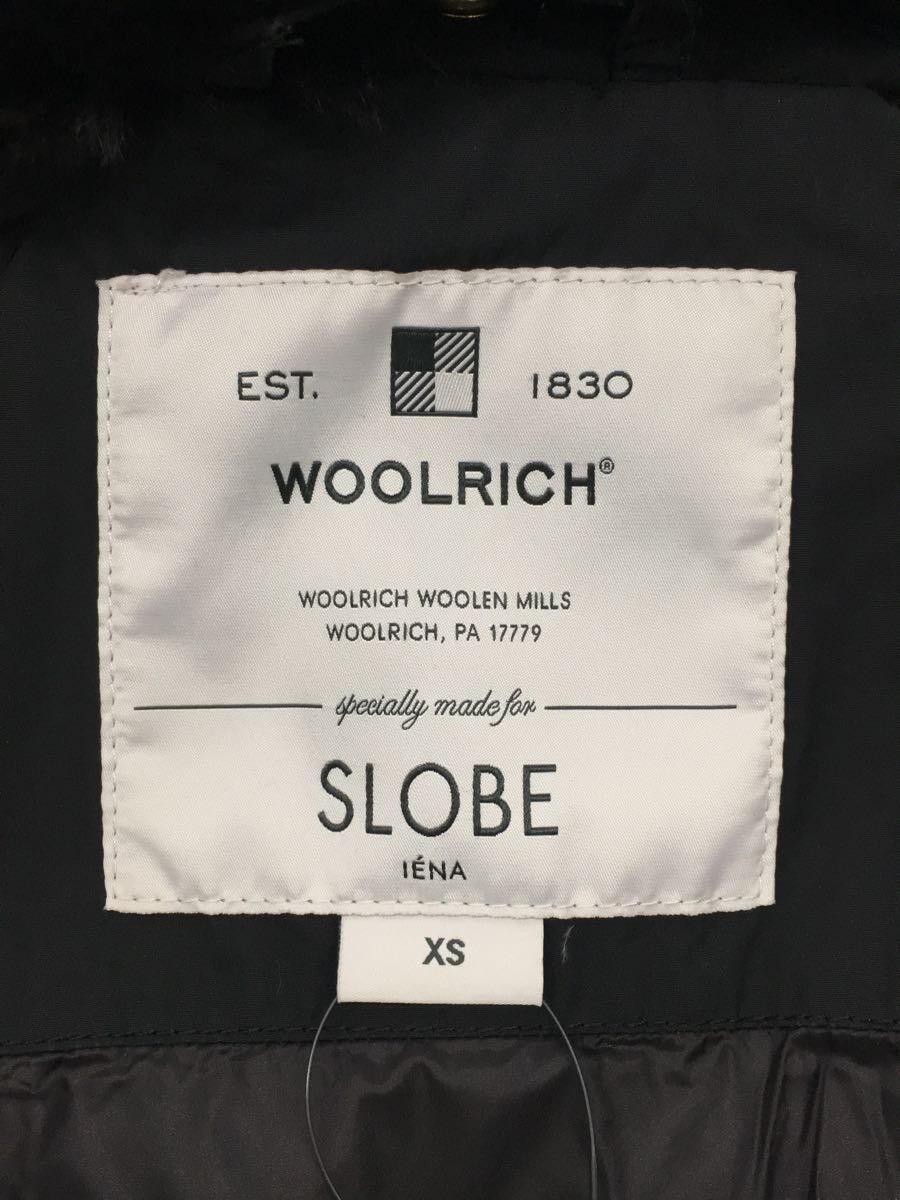 EST. 1830
WOOLRICH®
WOOLRICH WOOLEN MILLS
WOOLRICH, PA 17779
specially made for
SLOBE
IÉNA
XS